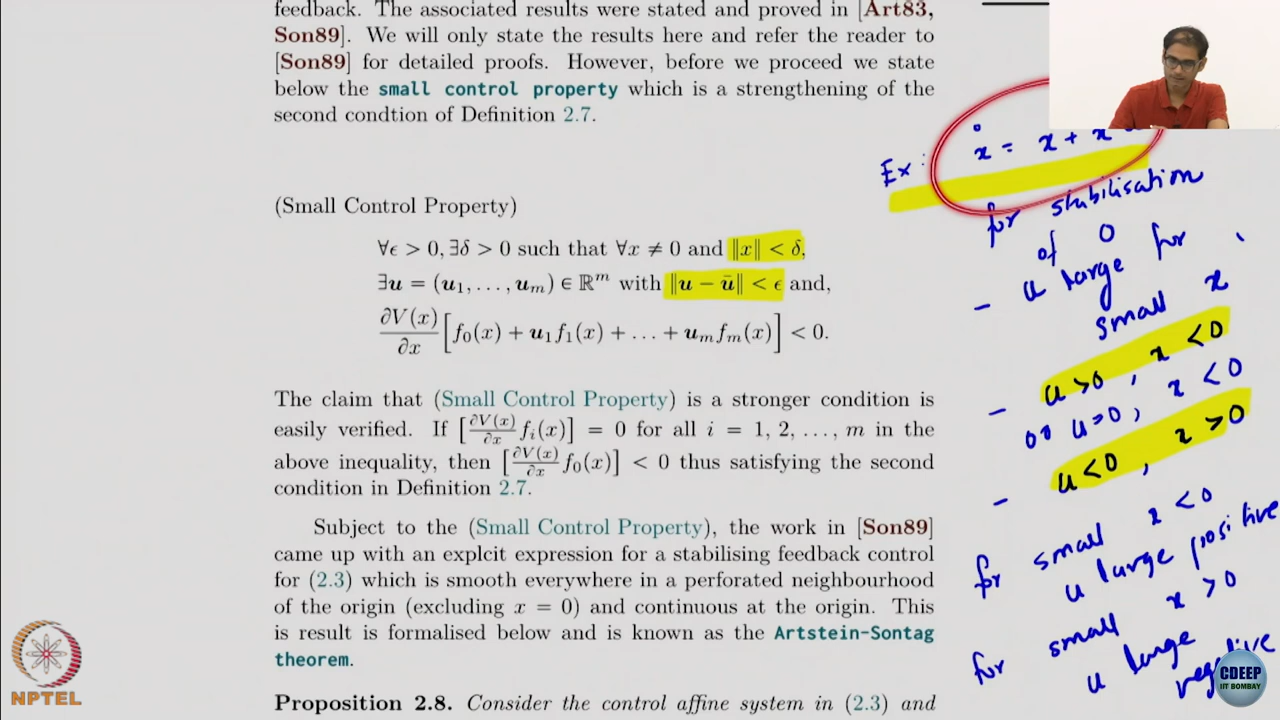 feedback. The associated results were stated and proved in [Art83,
Son89]. We will only state the results here and refer the reader to
[Son89] for detailed proofs. However, before we proceed we state
below the small control property which is a strengthening of the
second condtion of Definition 2.7.
(Small Control Property)
∀ϵ > 0, ∃δ > 0 such that ∀x ≠ 0 and ‖x‖ < δ,
∃u = (u₁, . . . , uₘ) ∈ ℝᵐ with ‖u − ū‖ < ϵ and,
∂V(x)/∂x [f₀(x) + u₁f₁(x) + . . . + uₘfₘ(x)] < 0.
The claim that (Small Control Property) is a stronger condition is
easily verified. If [∂V(x)/∂x fᵢ(x)] = 0 for all i = 1, 2, . . . , m in the
above inequality, then [∂V(x)/∂x f₀(x)] < 0 thus satisfying the second
condition in Definition 2.7.
Subject to the (Small Control Property), the work in [Son89]
came up with an explcit expression for a stabilising feedback control
for (2.3) which is smooth everywhere in a perforated neighbourhood
of the origin (excluding x = 0) and continuous at the origin. This
is result is formalised below and is known as the Artstein-Sontag
theorem.
Proposition 2.8. Consider the control affine system in (2.3) and
Ex: ẋ = x + x
for stabilisation
of 0
- u large for
small x
- u>0, x<0
or u=0, x<0
- u<0, x>0
for small x<0
u large positive
for small x>0
u large negative
NPTEL
CDEEP
IIT BOMBAY